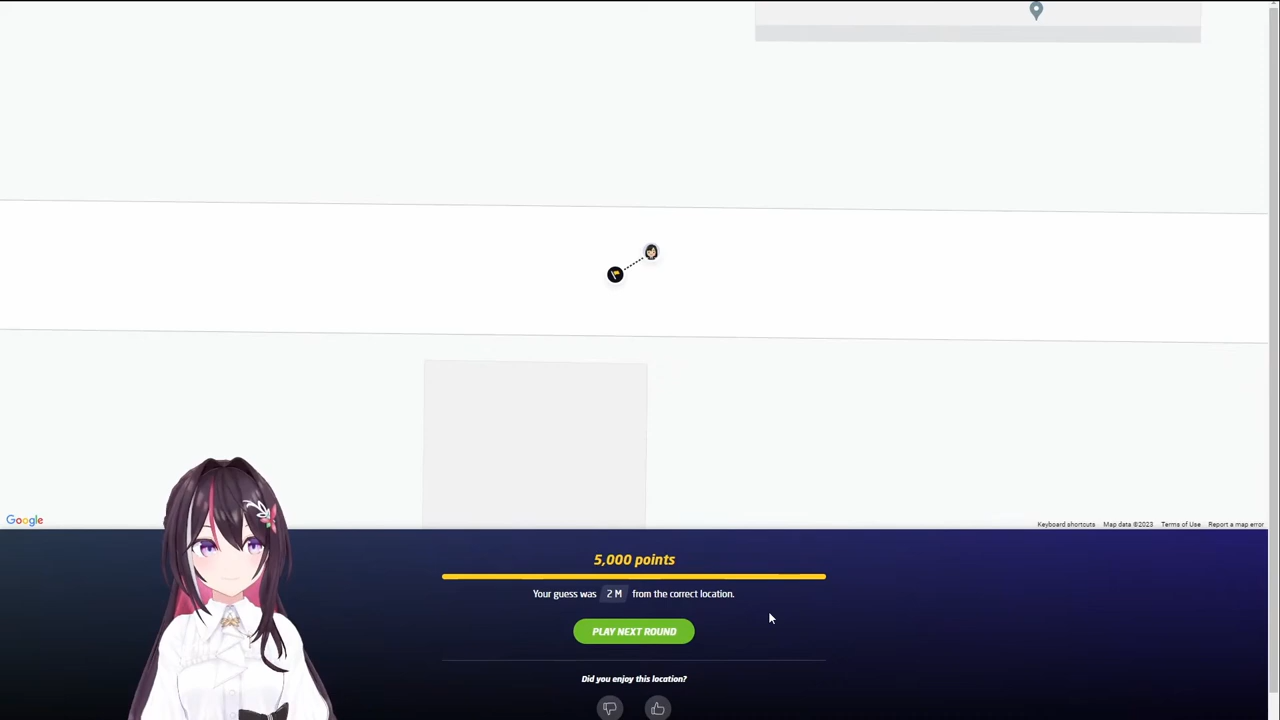 Google
Keyboard shortcuts Map data ©2023 Terms of Use Report a map error
5,000 points
Your guess was 2 M from the correct location.
PLAY NEXT ROUND
Did you enjoy this location?